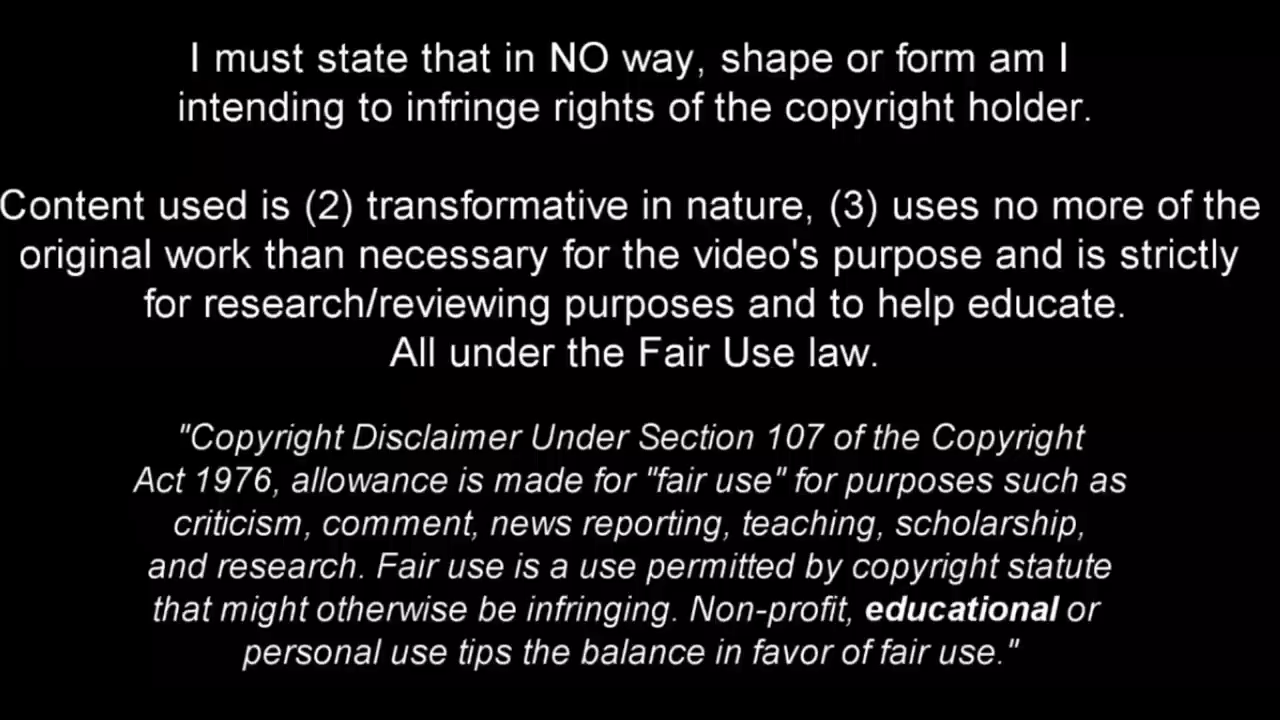 I must state that in NO way, shape or form am I
intending to infringe rights of the copyright holder.
Content used is (2) transformative in nature, (3) uses no more of the
original work than necessary for the video's purpose and is strictly
for research/reviewing purposes and to help educate.
All under the Fair Use law.
"Copyright Disclaimer Under Section 107 of the Copyright
Act 1976, allowance is made for "fair use" for purposes such as
criticism, comment, news reporting, teaching, scholarship,
and research. Fair use is a use permitted by copyright statute
that might otherwise be infringing. Non-profit, educational or
personal use tips the balance in favor of fair use."